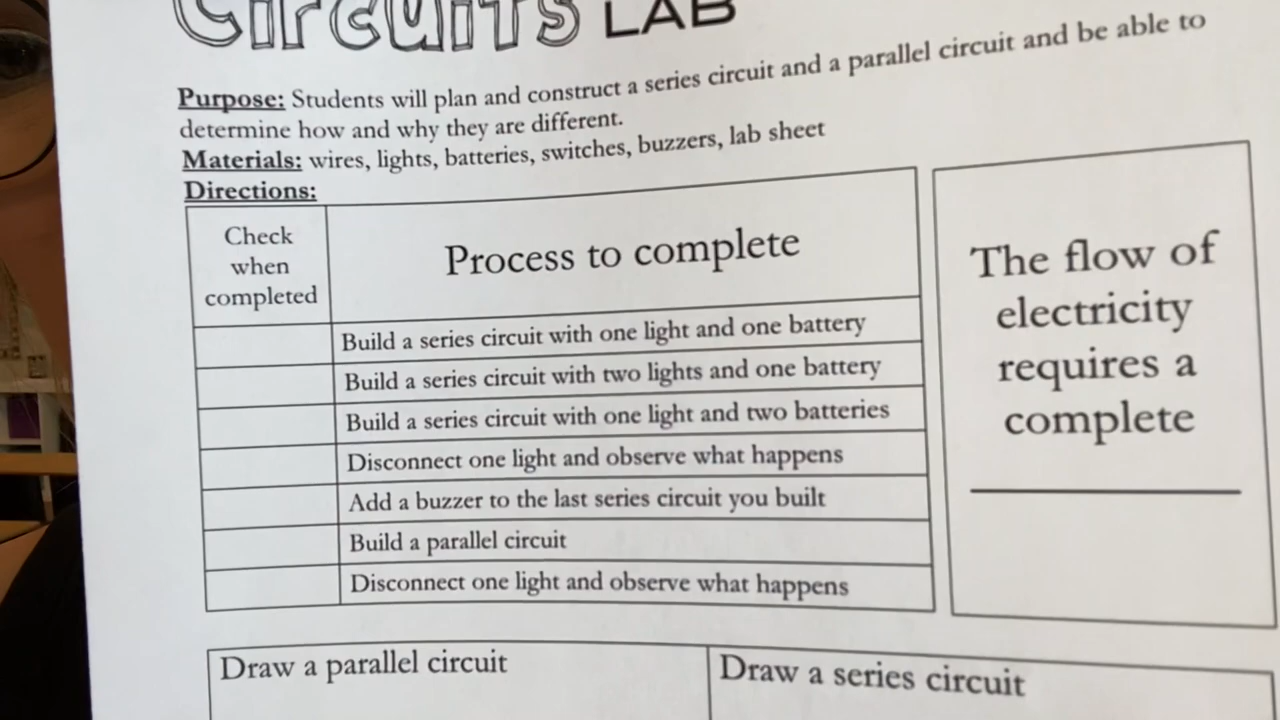 Circuits LAB
Purpose: Students will plan and construct a series circuit and a parallel circuit and be able to
determine how and why they are different.
Materials: wires, lights, batteries, switches, buzzers, lab sheet
Directions:
Check
when
completed
Process to complete
Build a series circuit with one light and one battery
Build a series circuit with two lights and one battery
Build a series circuit with one light and two batteries
Disconnect one light and observe what happens
Add a buzzer to the last series circuit you built
Build a parallel circuit
Disconnect one light and observe what happens
The flow of
electricity
requires a
complete
Draw a parallel circuit
Draw a series circuit